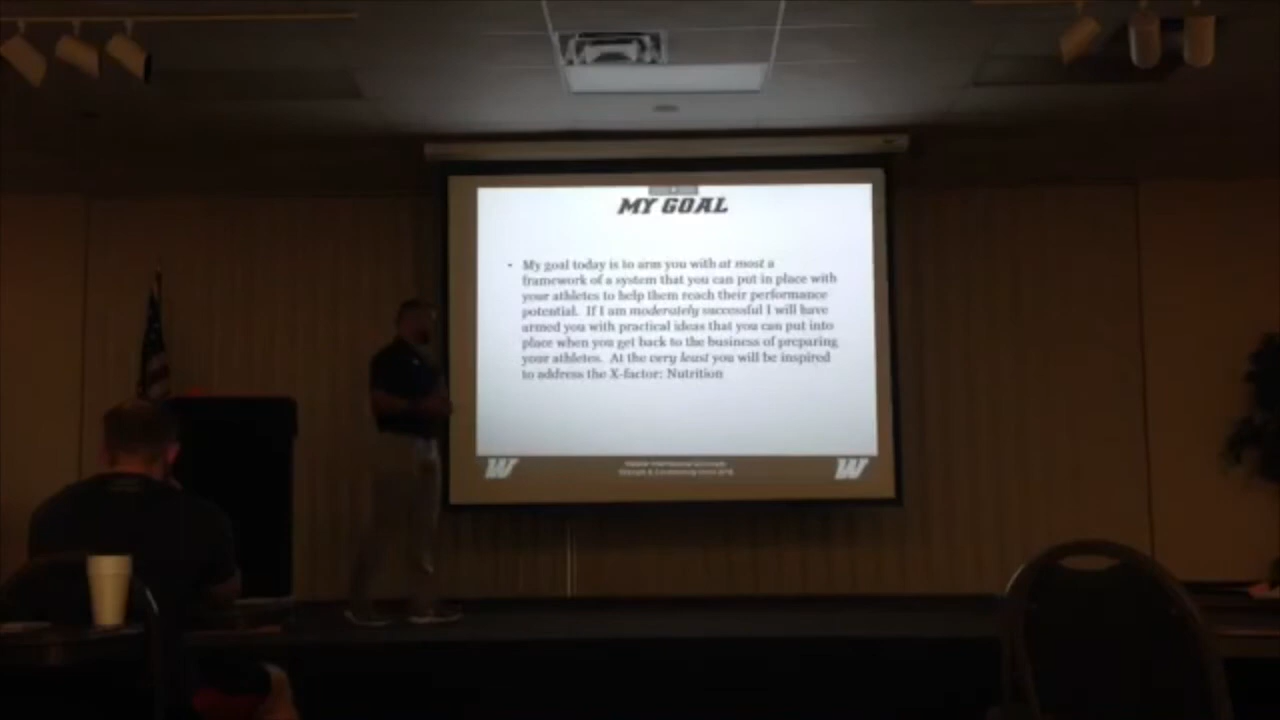 MY GOAL
• My goal today is to arm you with at most a
framework of a system that you can put in place with
your athletes to help them reach their performance
potential. If I am moderately successful I will have
armed you with practical ideas that you can put into
place when you get back to the business of preparing
your athletes. At the very least you will be inspired
to address the X-factor: Nutrition
W W